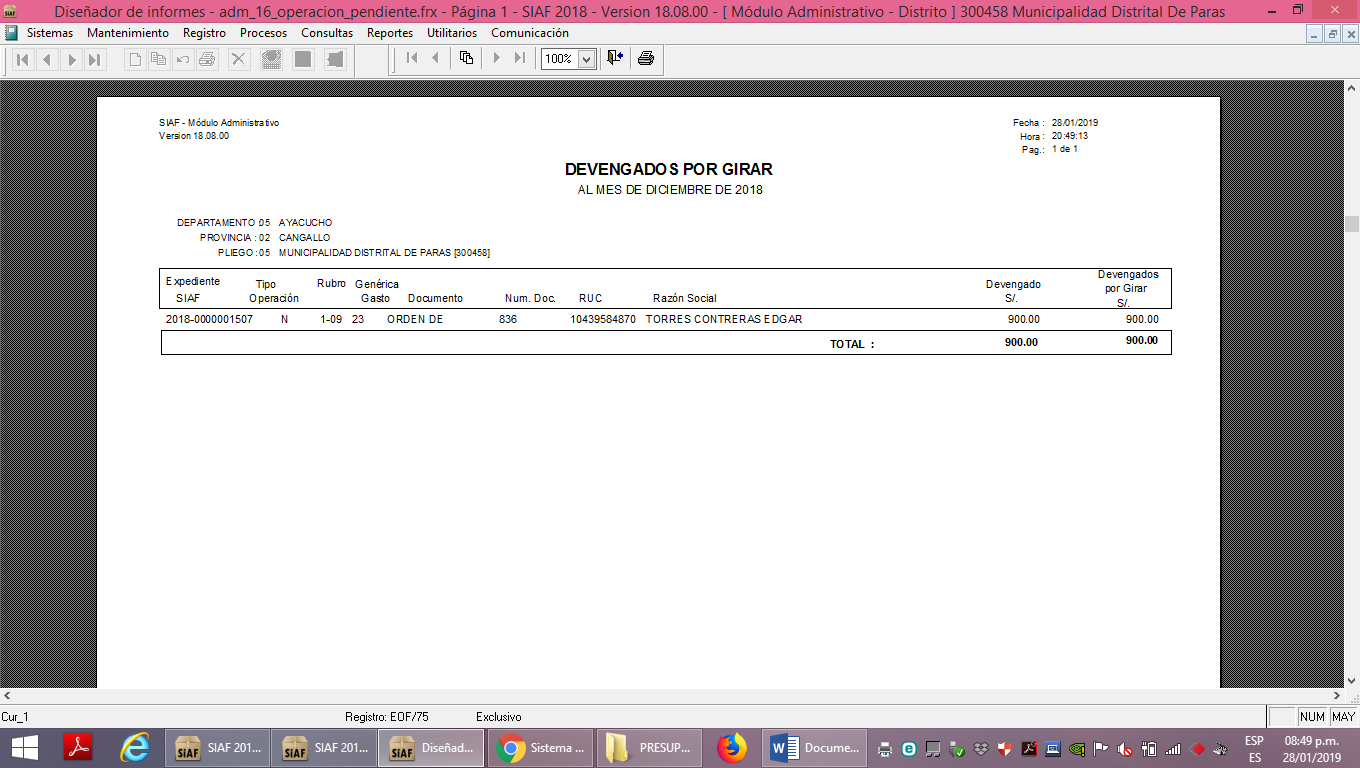 Diseñador de informes - adm_16_operacion_pendiente.frx - Página 1 - SIAF 2018 - Version 18.08.00 - [ Módulo Administrativo - Distrito ] 300458 Municipalidad Distrital De Paras
Sistemas Mantenimiento Registro Procesos Consultas Reportes Utilitarios Comunicación
100%
SIAF - Módulo Administrativo Fecha : 28/01/2019
Version 18.08.00 Hora : 20:49:13
Pag.: 1 de 1
DEVENGADOS POR GIRAR
AL MES DE DICIEMBRE DE 2018
DEPARTAMENTO :05 AYACUCHO
PROVINCIA : 02 CANGALLO
PLIEGO : 05 MUNICIPALIDAD DISTRITAL DE PARAS [300458]
Expediente Tipo Rubro Genérica Devengado Devengados
SIAF Operación Gasto Documento Num. Doc. RUC Razón Social S/. por Girar
S/.
2018-0000001507 N 1-09 23 ORDEN DE 836 10439584870 TORRES CONTRERAS EDGAR 900.00 900.00
TOTAL : 900.00 900.00
Cur_1 Registro: EOF/75 Exclusivo NUM MAY
SIAF SIAF 201... SIAF SIAF 201... SIAF Diseñad... Sistema ... PRESUP... Docume... ESP 08:49 p.m.
ES 28/01/2019